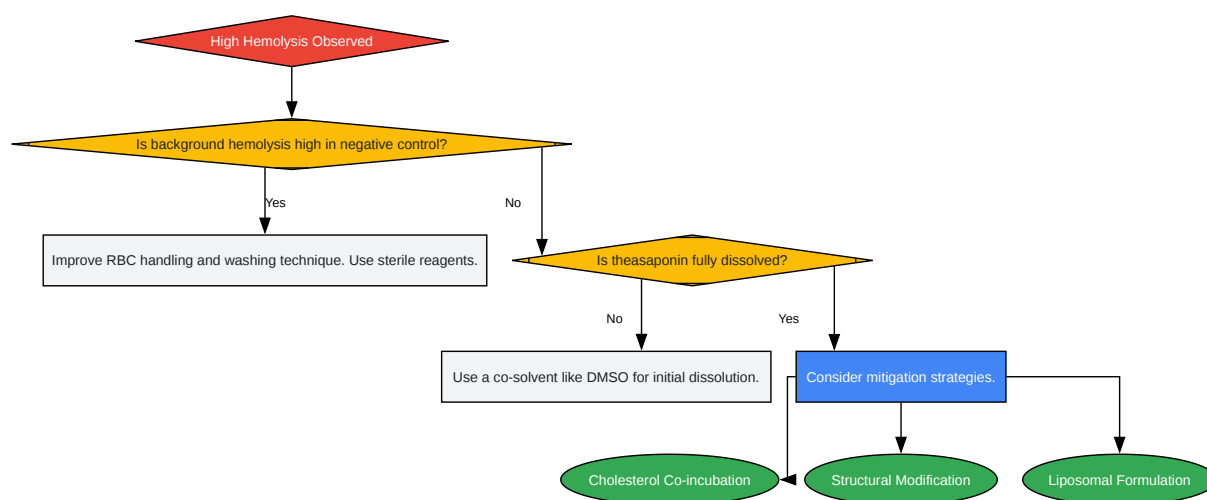 High Hemolysis Observed
Is background hemolysis high in negative control?
Yes
No
Improve RBC handling and washing technique. Use sterile reagents.
Is theasaponin fully dissolved?
No
Yes
Use a co-solvent like DMSO for initial dissolution.
Consider mitigation strategies.
Cholesterol Co-incubation
Structural Modification
Liposomal Formulation